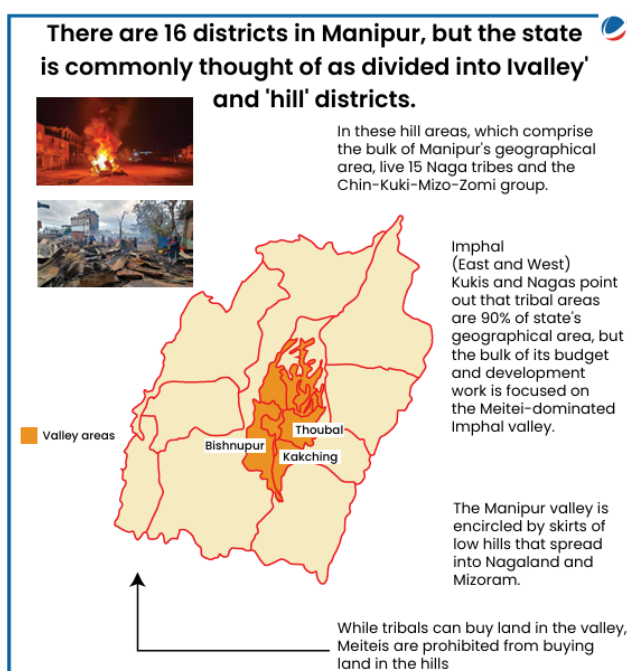 There are 16 districts in Manipur, but the state
is commonly thought of as divided into Ivalley'
and 'hill' districts.
In these hill areas, which comprise
the bulk of Manipur's geographical
area, live 15 Naga tribes and the
Chin-Kuki-Mizo-Zomi group.
Imphal
(East and West)
Kukis and Nagas point
out that tribal areas
are 90% of state's
geographical area, but
the bulk of its budget
and development
work is focused on
the Meitei-dominated
Imphal valley.
Valley areas
Bishnupur
Thoubal
Kakching
The Manipur valley is
encircled by skirts of
low hills that spread
into Nagaland and
Mizoram.
While tribals can buy land in the valley,
Meiteis are prohibited from buying
land in the hills